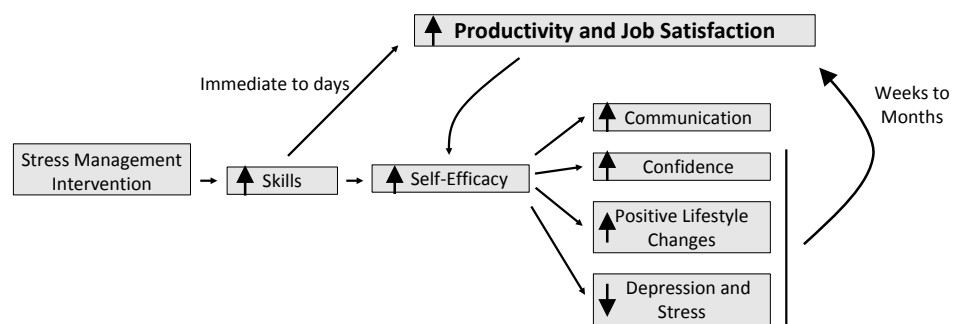 Productivity and Job Satisfaction
Immediate to days
Weeks to
Months
Communication
Stress Management
Intervention
Skills
Self-Efficacy
Confidence
Positive Lifestyle
Changes
Depression and
Stress